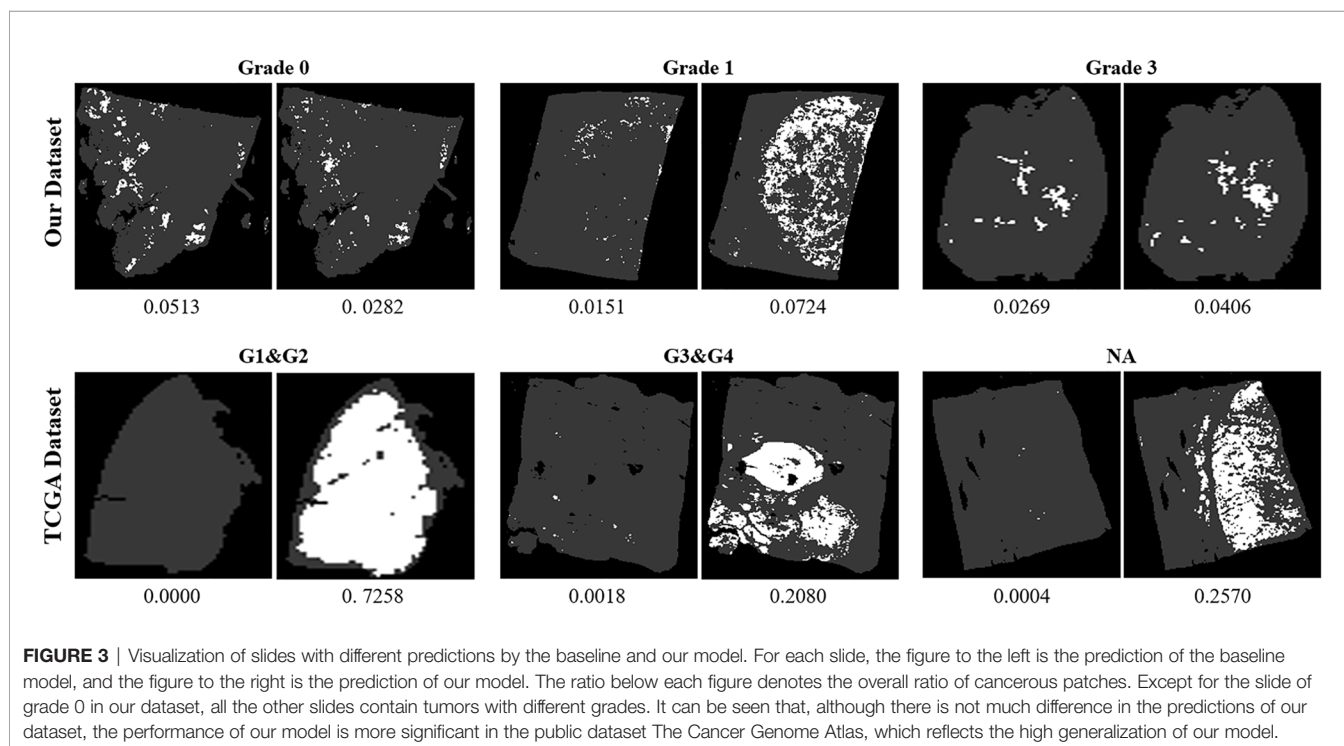 Grade 0
Grade 1
Grade 3
Our Dataset
0.0513
0. 0282
0.0151
0.0724
0.0269
0.0406
G1&G2
G3&G4
NA
TCGA Dataset
0.0000
0. 7258
0.0018
0.2080
0.0004
0.2570
FIGURE 3 | Visualization of slides with different predictions by the baseline and our model. For each slide, the figure to the left is the prediction of the baseline
model, and the figure to the right is the prediction of our model. The ratio below each figure denotes the overall ratio of cancerous patches. Except for the slide of
grade 0 in our dataset, all the other slides contain tumors with different grades. It can be seen that, although there is not much difference in the predictions of our
dataset, the performance of our model is more significant in the public dataset The Cancer Genome Atlas, which reflects the high generalization of our model.